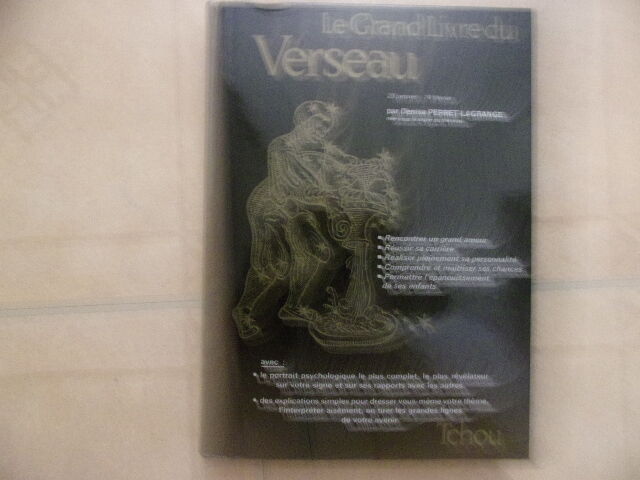 Le Grand Livre du
Verseau
par Denise PERRET-LAGRANGE
• Rencontrer un grand amour
• Réussir sa carrière
• Réaliser pleinement sa personnalité
• Comprendre et maîtriser ses chances
• Permettre l'épanouissement
de ses enfants
avec :
• le portrait psychologique le plus complet, le plus révélateur
sur votre signe et sur ses rapports avec les autres
• des explications simples pour dresser vous-même votre thème,
l'interpréter aisément, en tirer les grandes lignes
de votre avenir
Tchou